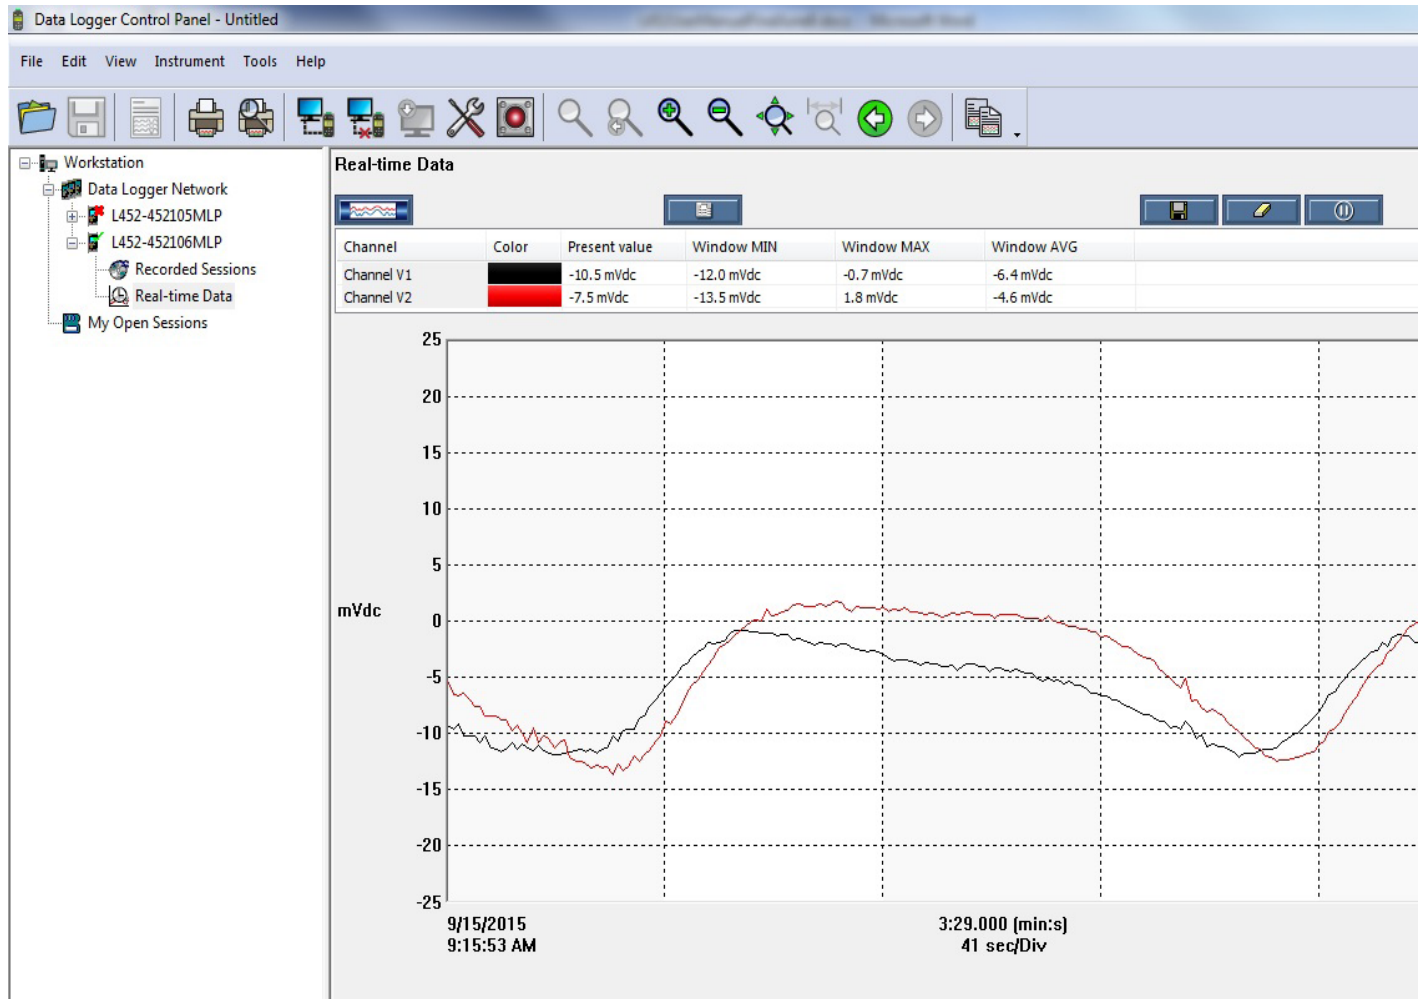 Data Logger Control Panel - Untitled
File Edit View Instrument Tools Help
Workstation
Data Logger Network
L452-452105MLP
L452-452106MLP
Recorded Sessions
Real-time Data
My Open Sessions
Real-time Data
Channel Color Present value Window MIN Window MAX Window AVG
Channel V1 -10.5 mVdc -12.0 mVdc -0.7 mVdc -6.4 mVdc
Channel V2 -7.5 mVdc -13.5 mVdc 1.8 mVdc -4.6 mVdc
25
20
15
10
5
mVdc
0
-5
-10
-15
-20
-25
9/15/2015 3:29.000 (min:s)
9:15:53 AM 41 sec/Div